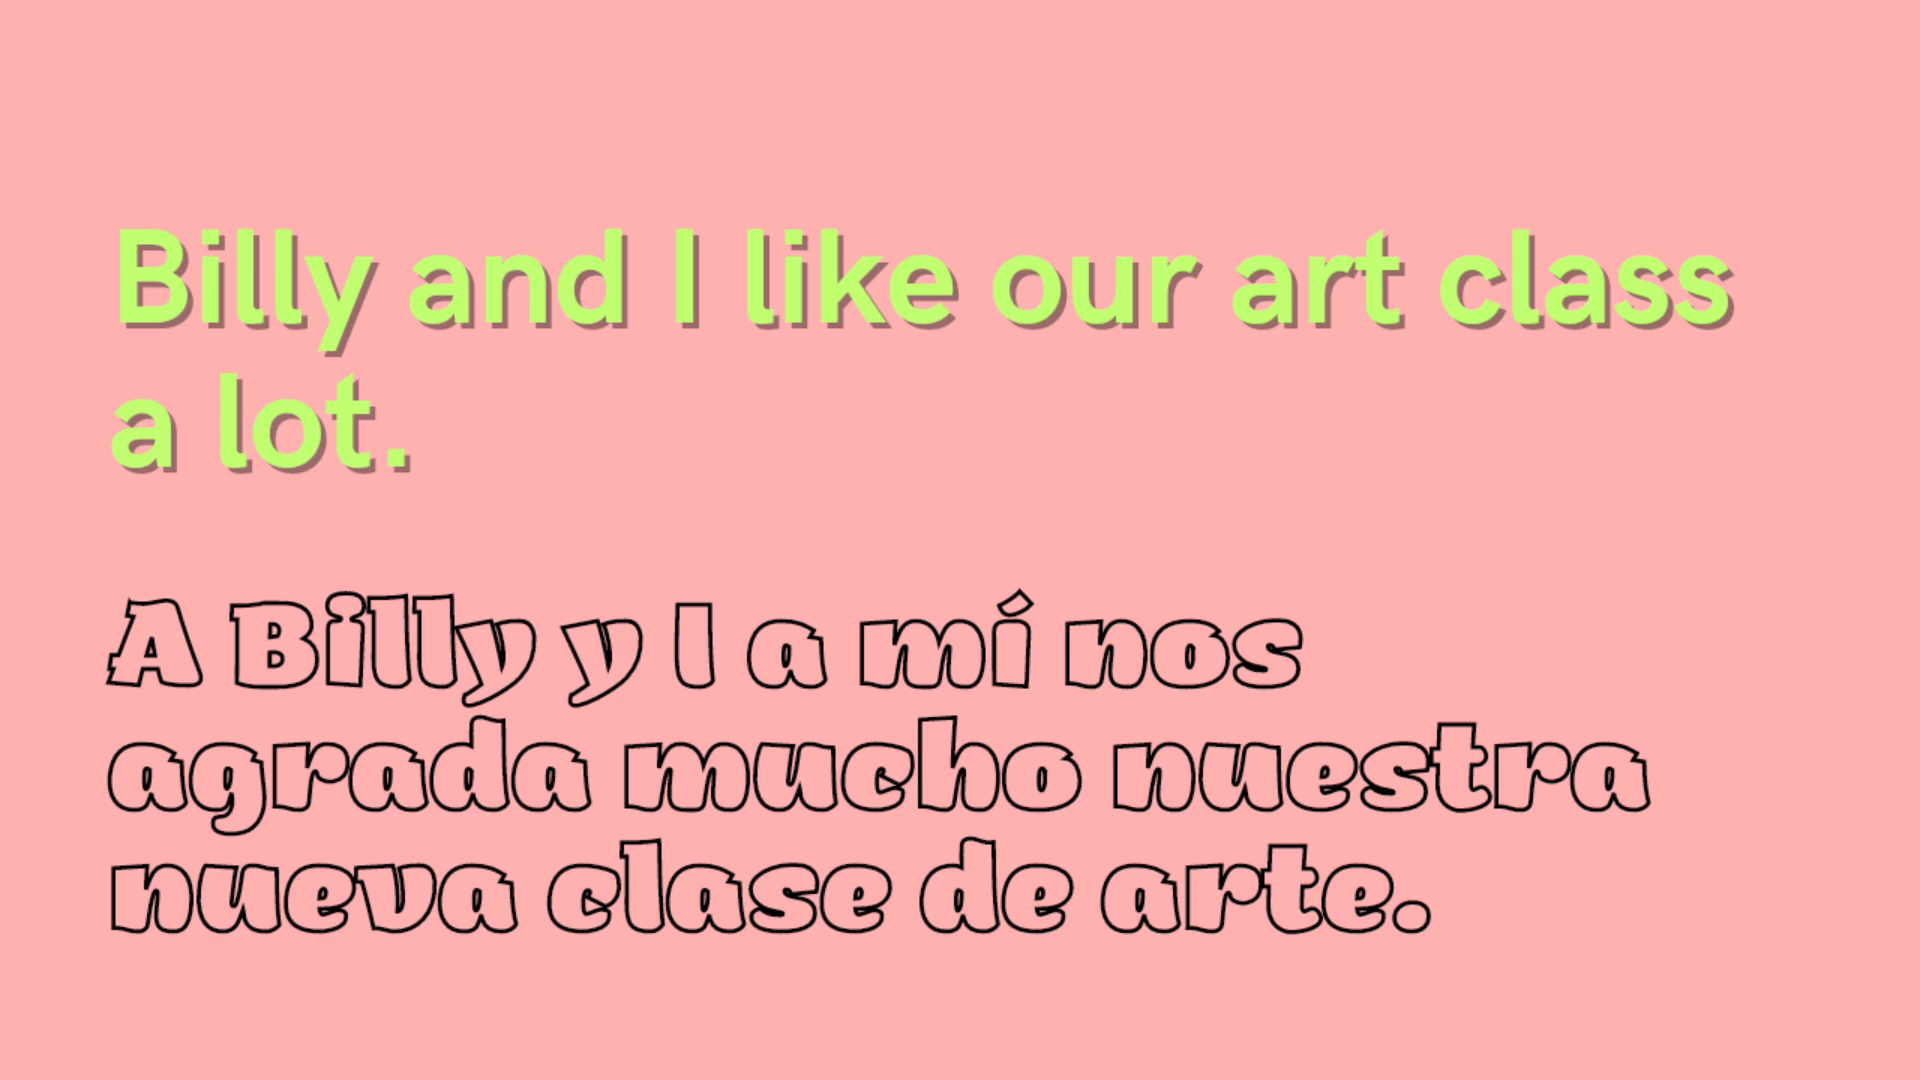 Billy and I like our art class
a lot.
A Billy y I a mí nos
agrada mucho nuestra
nueva clase de arte.